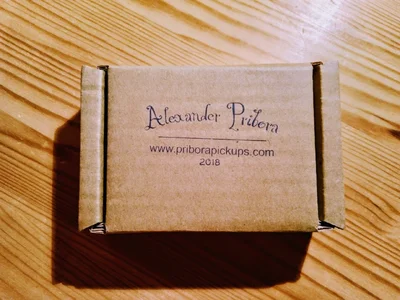 Alexander Pribora
www.priborapickups.com
2018